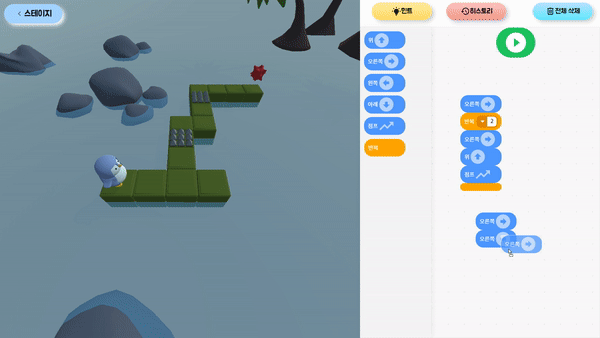 < 스테이지
힌트
히스토리
전체 삭제
위
오른쪽
왼쪽
아래
점프
반복
오른쪽
반복 2
오른쪽
위
점프
오른쪽
오른쪽
오른쪽